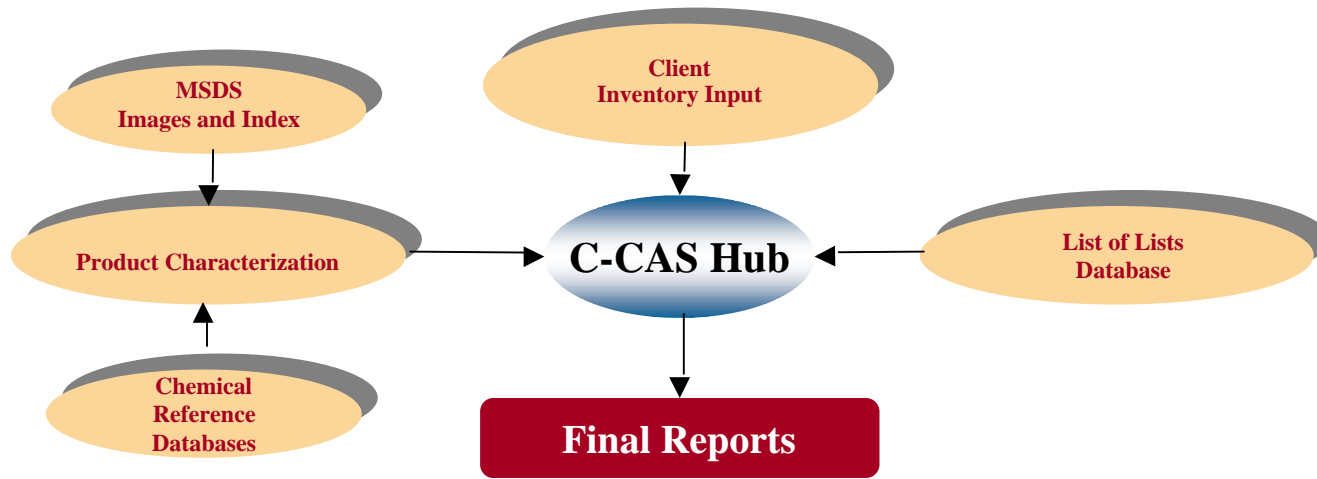 MSDS
Images and Index
Client
Inventory Input
Product Characterization
C-CAS Hub
List of Lists
Database
Chemical
Reference
Databases
Final Reports